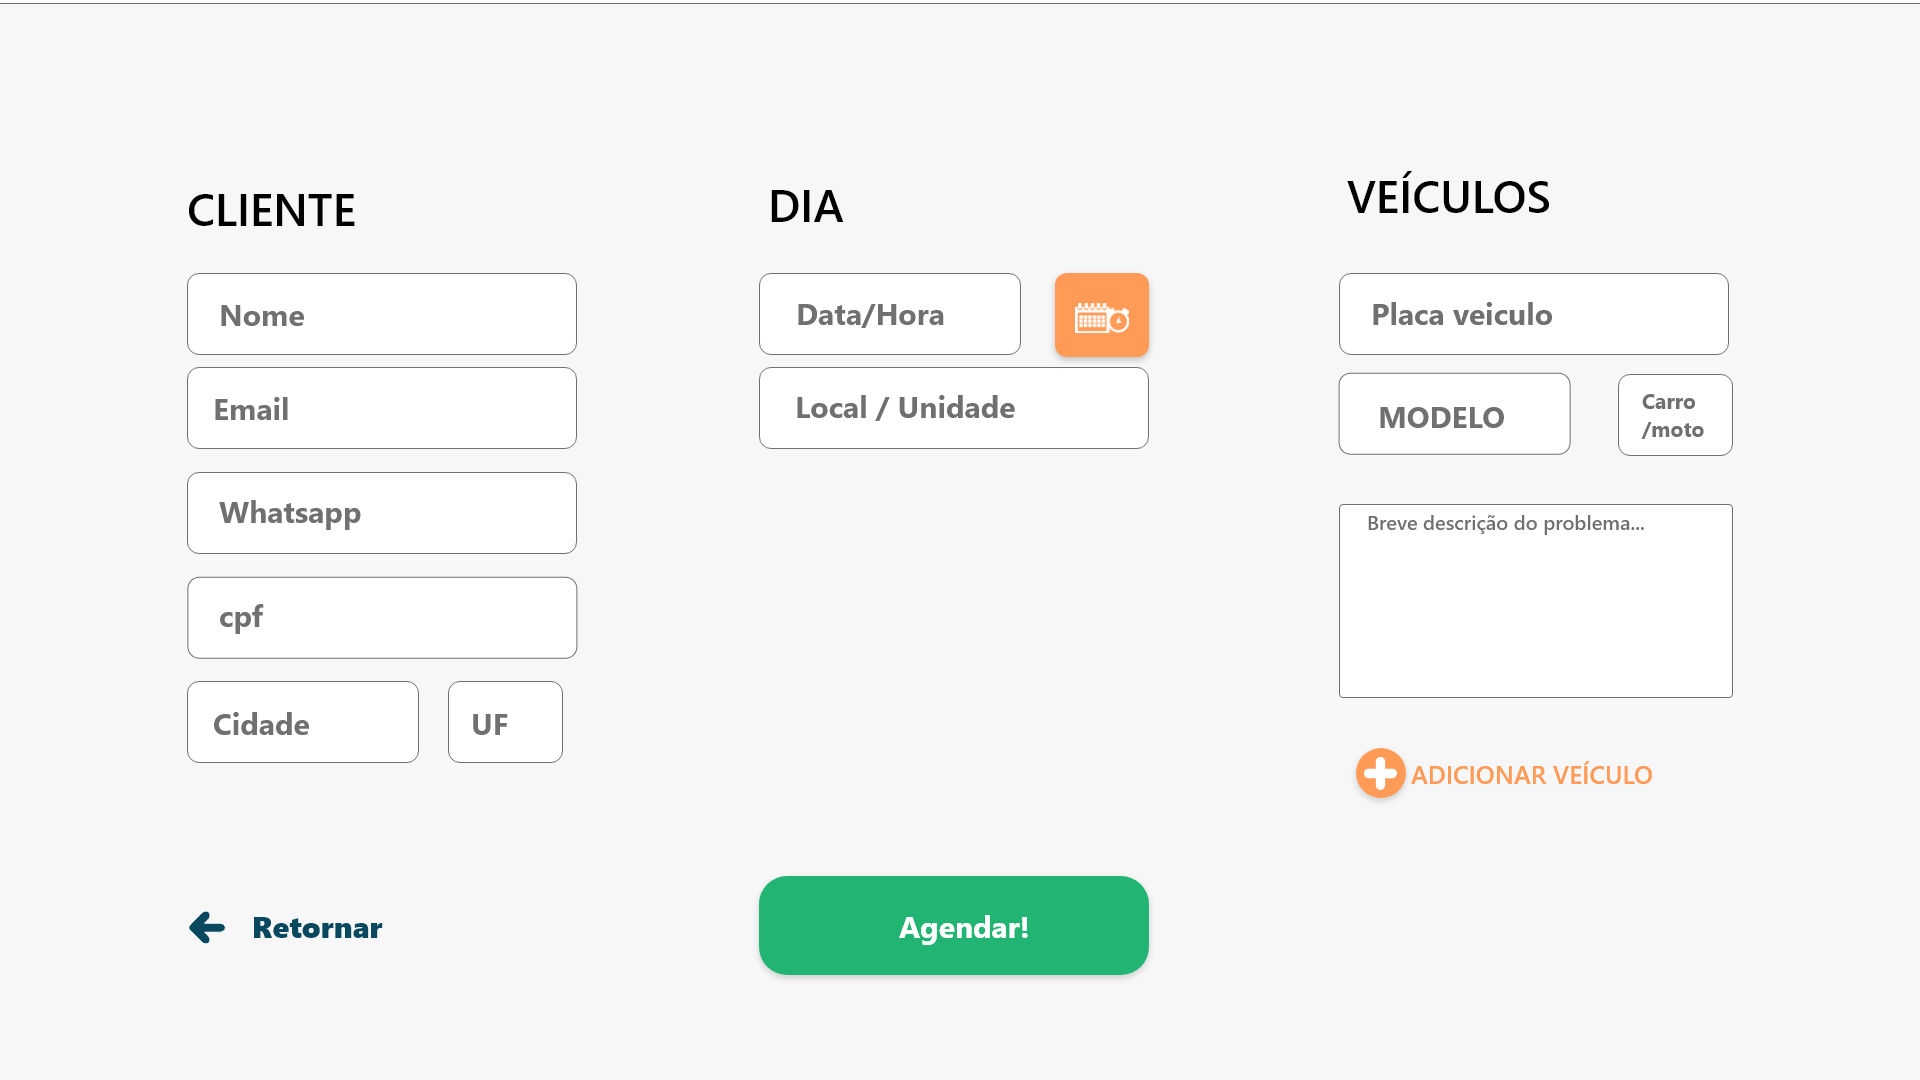 CLIENTE
Nome
Email
Whatsapp
cpf
Cidade
UF
DIA
Data/Hora
Local / Unidade
VEÍCULOS
Placa veiculo
MODELO
Carro
/moto
Breve descrição do problema...
ADICIONAR VEÍCULO
Retornar
Agendar!